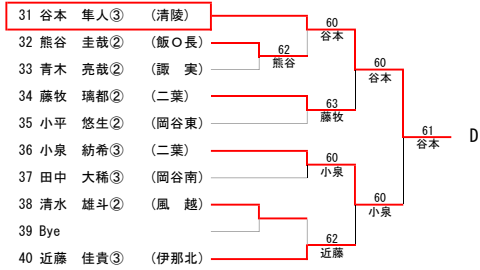 31 谷本 隼人③ (清陵)
60
谷本
32 熊谷 圭哉② (飯O長)
62
熊谷
33 青木 亮哉② (諏 実)
60
谷本
34 藤牧 璃都② (二葉)
63
藤牧
35 小平 悠生② (岡谷東)
61
谷本
D
36 小泉 紡希③ (二葉)
60
小泉
37 田中 大稀③ (岡谷南)
38 清水 雄斗② (風 越)
60
小泉
39 Bye
62
近藤
40 近藤 佳貴③ (伊那北)